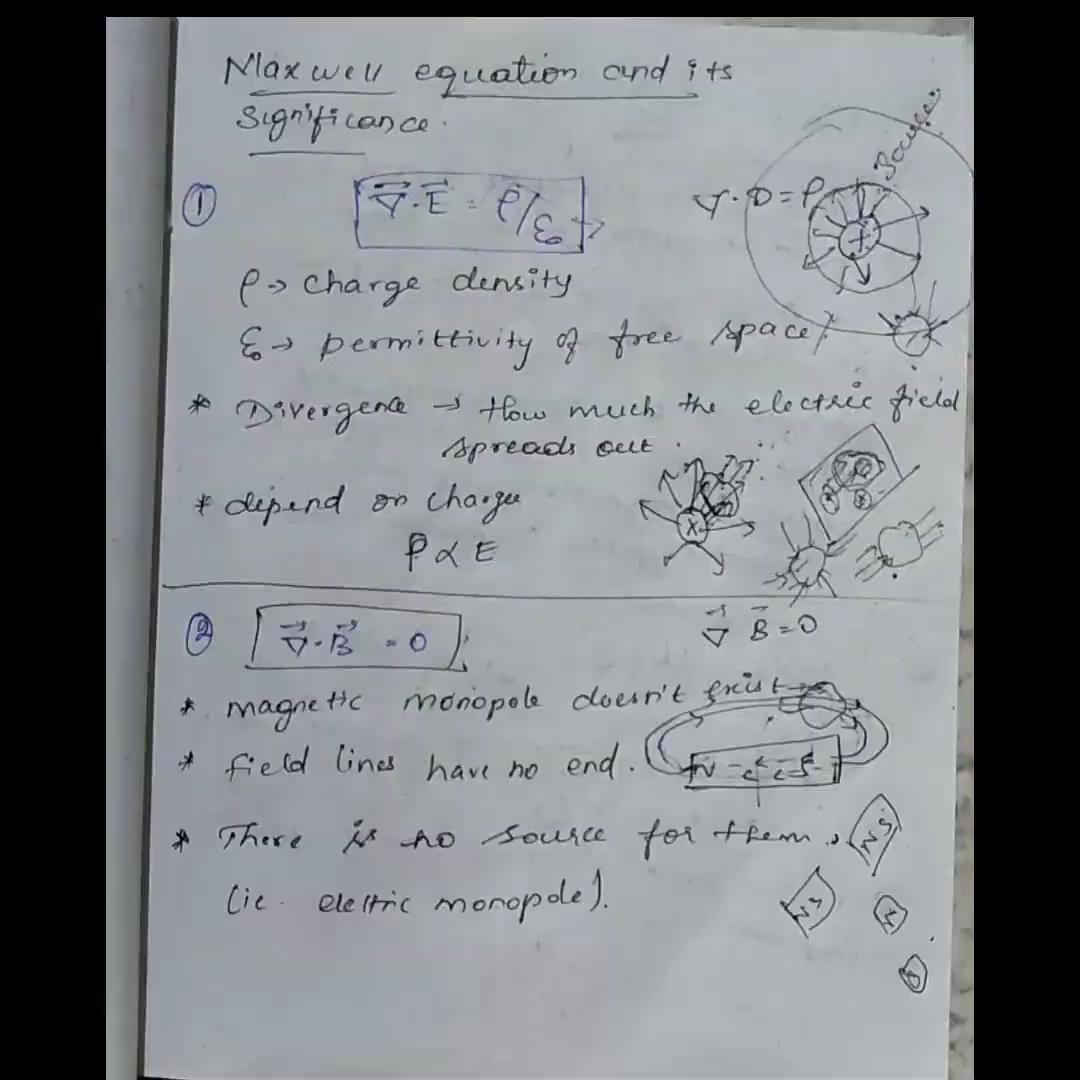 Maxwell equation and its
significance.
① ∇⃗·E⃗ = ρ/ε₀
∇·D = ρ
Source
+
ρ → charge density
ε₀ → permittivity of free space
* Divergence → How much the electric field
spreads out.
* depend on charge
ρ ∝ E
+
② ∇⃗·B⃗ = 0
∇⃗ B⃗ = 0
* magnetic monopole doesn't exist
* field lines have no end.
N S
* There is no source for them.
N S
(ie. electric monopole).
N S